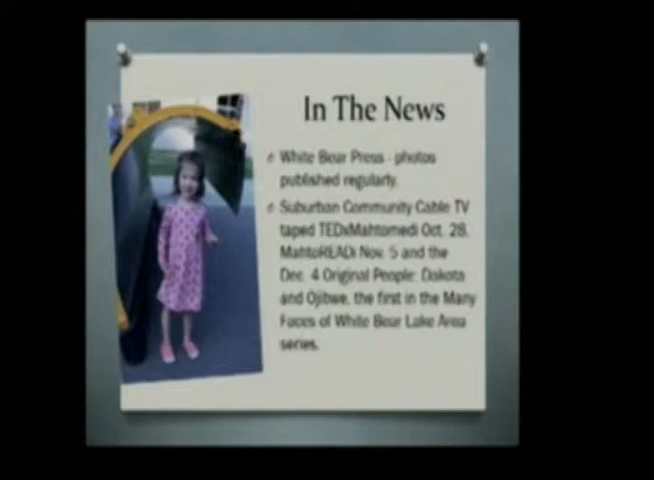 In The News
White Bear Press - photos
published regularly.
Suburban Community Cable TV
taped TEDxMahtomedi Oct. 28,
MahtoREADi Nov. 5 and the
Dec. 4 Original People: Dakota
and Ojibwe, the first in the Many
Faces of White Bear Lake Area
series.